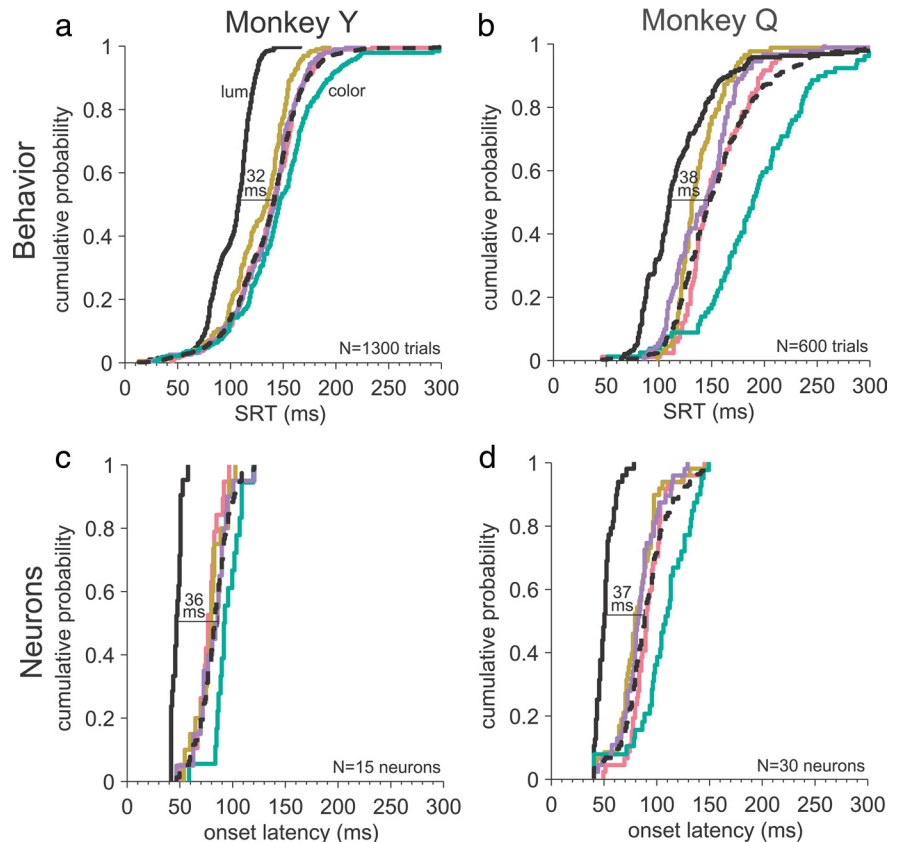 Monkey Y
Monkey Q
a
b
Behavior
cumulative probability
1
0.8
0.6
0.4
0.2
0
lum
color
32
ms
N=1300 trials
0 50 100 150 200 250 300
SRT (ms)
cumulative probability
1
0.8
0.6
0.4
0.2
0
38
ms
N=600 trials
0 50 100 150 200 250 300
SRT (ms)
c
d
Neurons
cumulative probability
1
0.8
0.6
0.4
0.2
0
36
ms
N=15 neurons
0 50 100 150 200 250 300
onset latency (ms)
cumulative probability
1
0.8
0.6
0.4
0.2
0
37
ms
N=30 neurons
0 50 100 150 200 250 300
onset latency (ms)